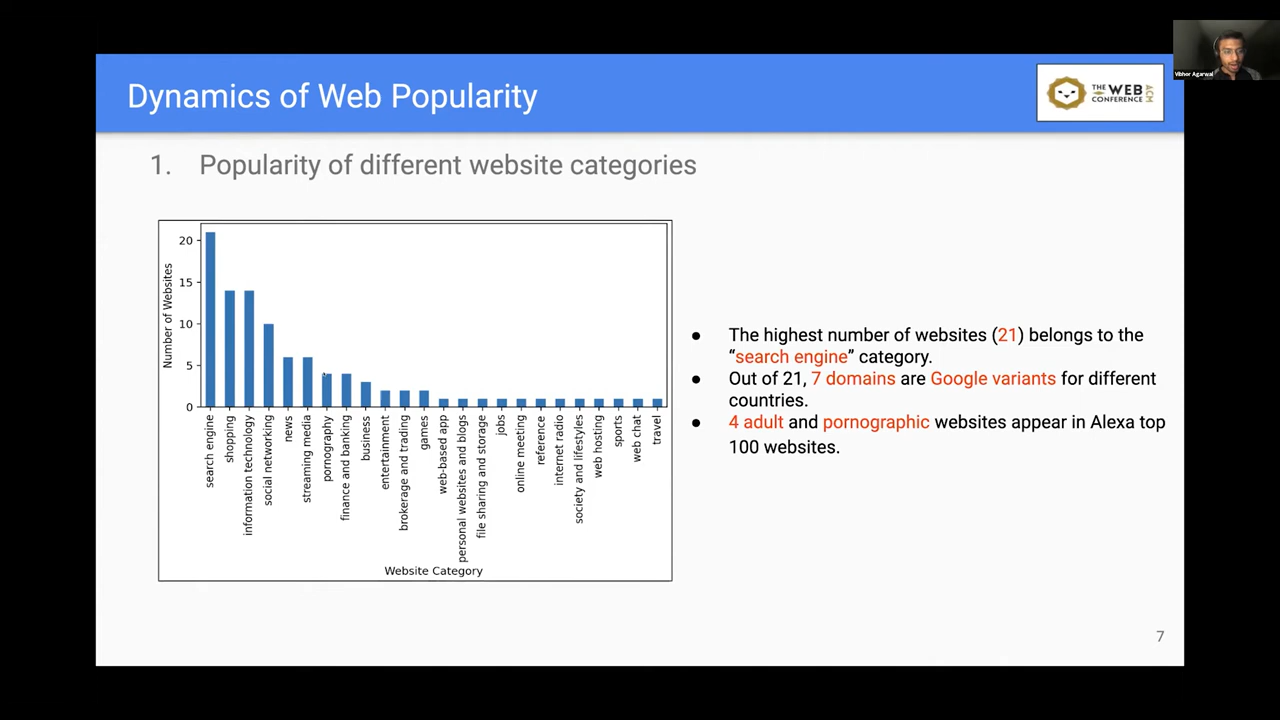 Vibhor Agarwal
Dynamics of Web Popularity
THE WEB CONFERENCE
ACM
1. Popularity of different website categories
Number of Websites
20
15
10
5
0
search engine
shopping
information technology
social networking
news
streaming media
pornography
finance and banking
business
entertainment
brokerage and trading
games
web-based app
personal websites and blogs
file sharing and storage
jobs
online meeting
reference
internet radio
society and lifestyles
web hosting
sports
web chat
travel
Website Category
● The highest number of websites (21) belongs to the
“search engine” category.
● Out of 21, 7 domains are Google variants for different
countries.
● 4 adult and pornographic websites appear in Alexa top
100 websites.
7